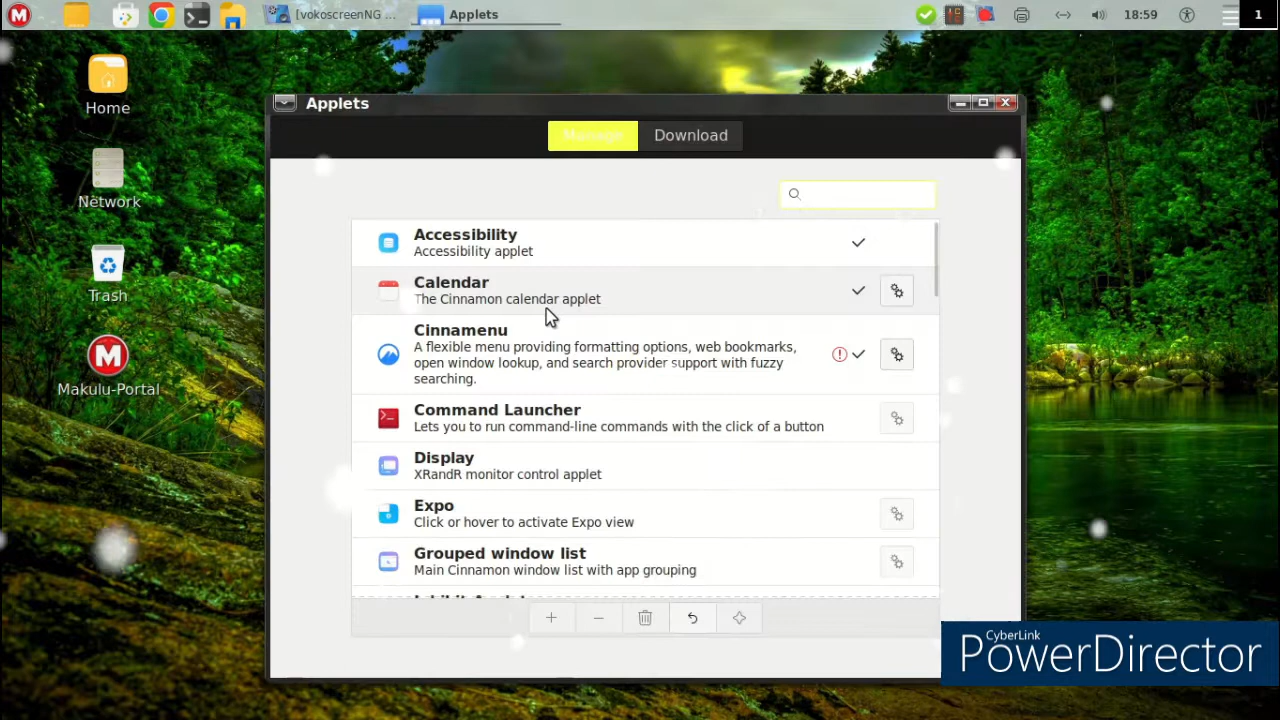 [vokoscreenNG ...
Applets
18:59
1
Home
Network
Trash
Makulu-Portal
Applets
Manage
Download
Accessibility
Accessibility applet
Calendar
The Cinnamon calendar applet
Cinnamenu
A flexible menu providing formatting options, web bookmarks,
open window lookup, and search provider support with fuzzy
searching.
Command Launcher
Lets you to run command-line commands with the click of a button
Display
XRandR monitor control applet
Expo
Click or hover to activate Expo view
Grouped window list
Main Cinnamon window list with app grouping
CyberLink
PowerDirector